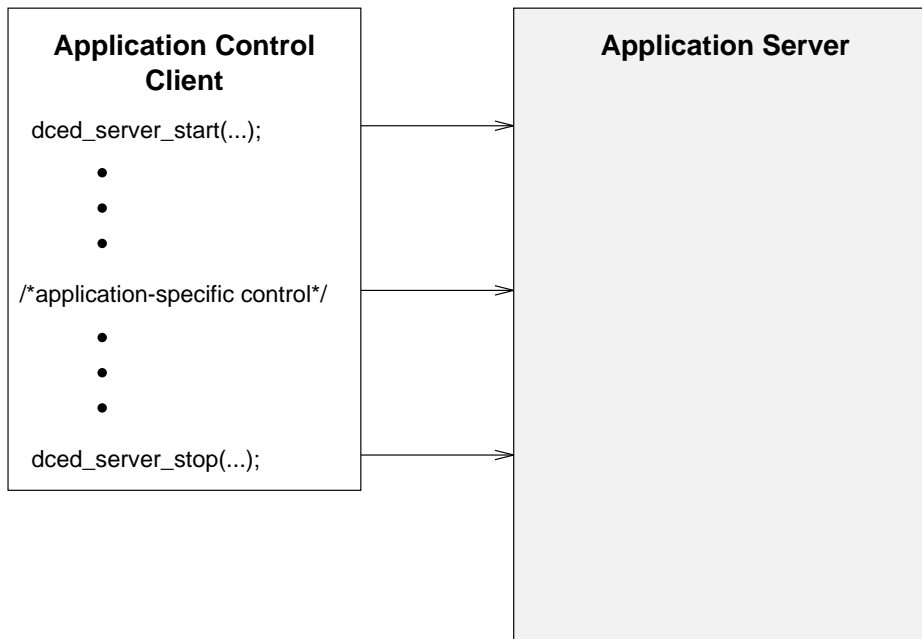 Application Control
Client
dced_server_start(...);
•
•
•
/*application-specific control*/
•
•
•
dced_server_stop(...);
Application Server